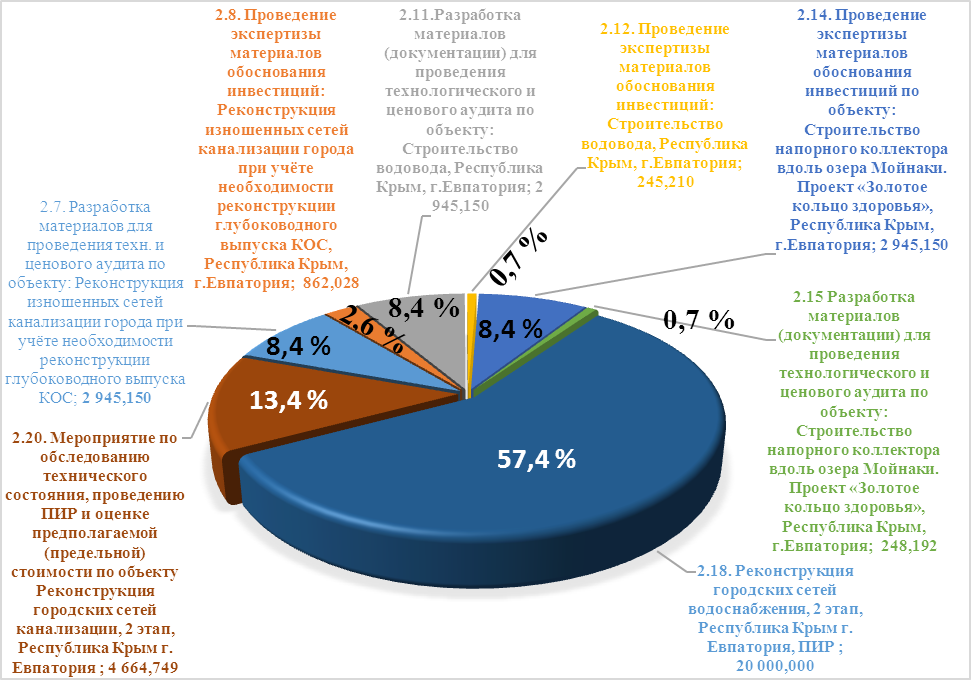 2.8. Проведение
экспертизы
материалов
обоснования
инвестиций:
Реконструкция
изношенных сетей
канализации города
при учёте
необходимости
реконструкции
глубоководного
выпуска КОС,
Республика Крым,
г.Евпатория;  862,028
2.11.Разработка
материалов
(документации) для
проведения
технологического и
ценового аудита по
объекту:
Строительство
водовода, Республика
Крым, г.Евпатория; 2
945,150
2.12. Проведение
экспертизы
материалов
обоснования
инвестиций:
Строительство
водовода, Республика
Крым, г.Евпатория;
245,210
2.14. Проведение
экспертизы
материалов
обоснования
инвестиций по
объекту:
Строительство
напорного коллектора
вдоль озера Мойнаки.
Проект «Золотое
кольцо здоровья»,
Республика Крым,
г.Евпатория; 2 945,150
2.7. Разработка
материалов для
проведения техн. и
ценового аудита по
объекту: Реконструкция
изношенных сетей
канализации города при
учёте необходимости
реконструкции
глубоководного выпуска
КОС; 2 945,150
0,7 %
8,4 %
2,6 %
8,4 %
8,4 %
0,7 %
13,4 %
57,4 %
2.15 Разработка
материалов
(документации) для
проведения
технологического и
ценового аудита по
объекту:
Строительство
напорного коллектора
вдоль озера Мойнаки.
Проект «Золотое
кольцо здоровья»,
Республика Крым,
г.Евпатория;  248,192
2.20. Мероприятие по
обследованию
технического
состояния, проведению
ПИР и оценке
предполагаемой
(предельной)
стоимости по объекту
Реконструкция
городских сетей
канализации, 2 этап,
Республика Крым г.
Евпатория ; 4 664,749
2.18. Реконструкция
городских сетей
водоснабжения, 2 этап,
Республика Крым г.
Евпатория, ПИР ;
20 000,000